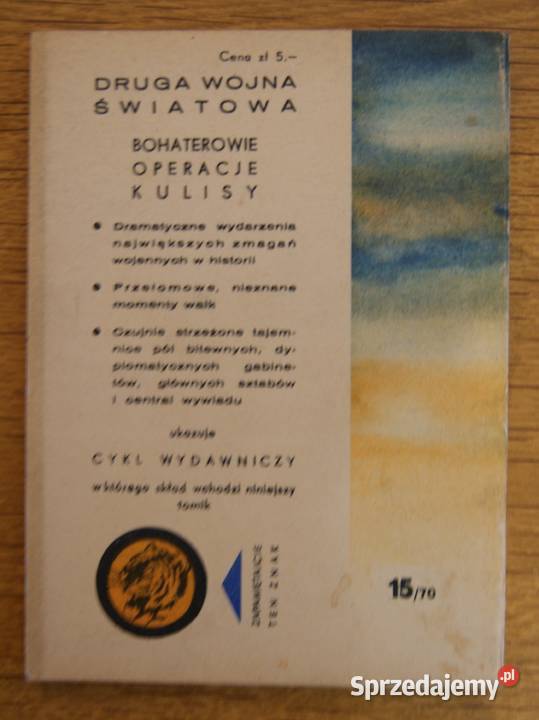 Cena zł 5,–
DRUGA WOJNA
ŚWIATOWA
BOHATEROWIE
OPERACJE
KULISY
• Dramatyczne wydarzenia
największych zmagań
wojennych w historii
• Przełomowe, nieznane
momenty walk
• Czujnie strzeżone tajem-
nice pól bitewnych, dy-
plomatycznych gabine-
tów, głównych sztabów
i central wywiadu
ukazuje
CYKL WYDAWNICZY
w którego skład wchodzi niniejszy
tomik
ZAPAMIĘTAJCIE
TEN ZNAK
15/70
Sprzedajemy.pl